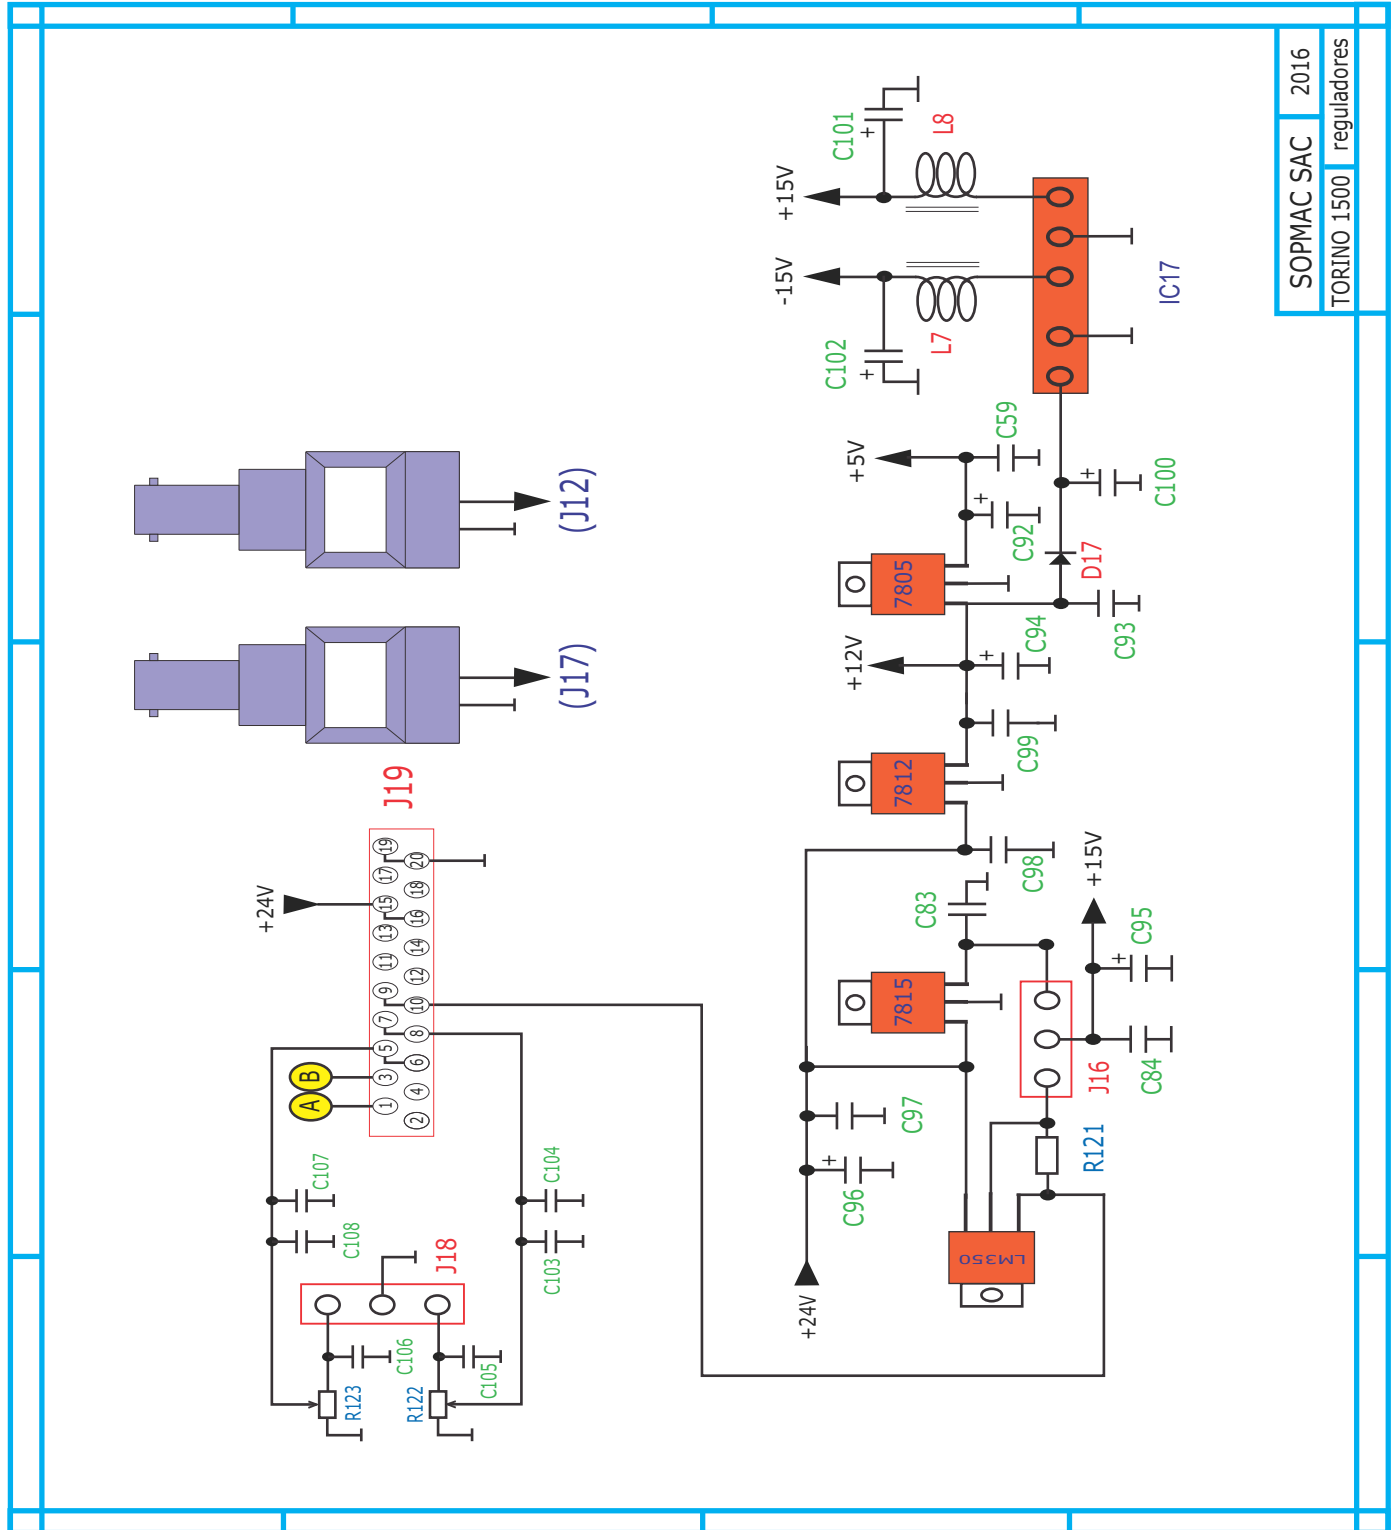 SOPMAC SAC
2016
TORINO 1500
reguladores
(J17)
(J12)
J19
+24V
A
B
1
3
5
7
9
11
13
15
17
19
2
4
6
8
10
12
14
16
18
20
C107
C108
C104
C103
J18
C106
C105
R123
R122
+24V
C96
C97
LM350
R121
J16
C84
C95
+15V
7815
C83
C98
7812
C99
+12V
C94
C93
7805
D17
C92
C59
+5V
C100
C102
C101
-15V
+15V
L7
L8
IC17
+
+
+
+
+
+
+